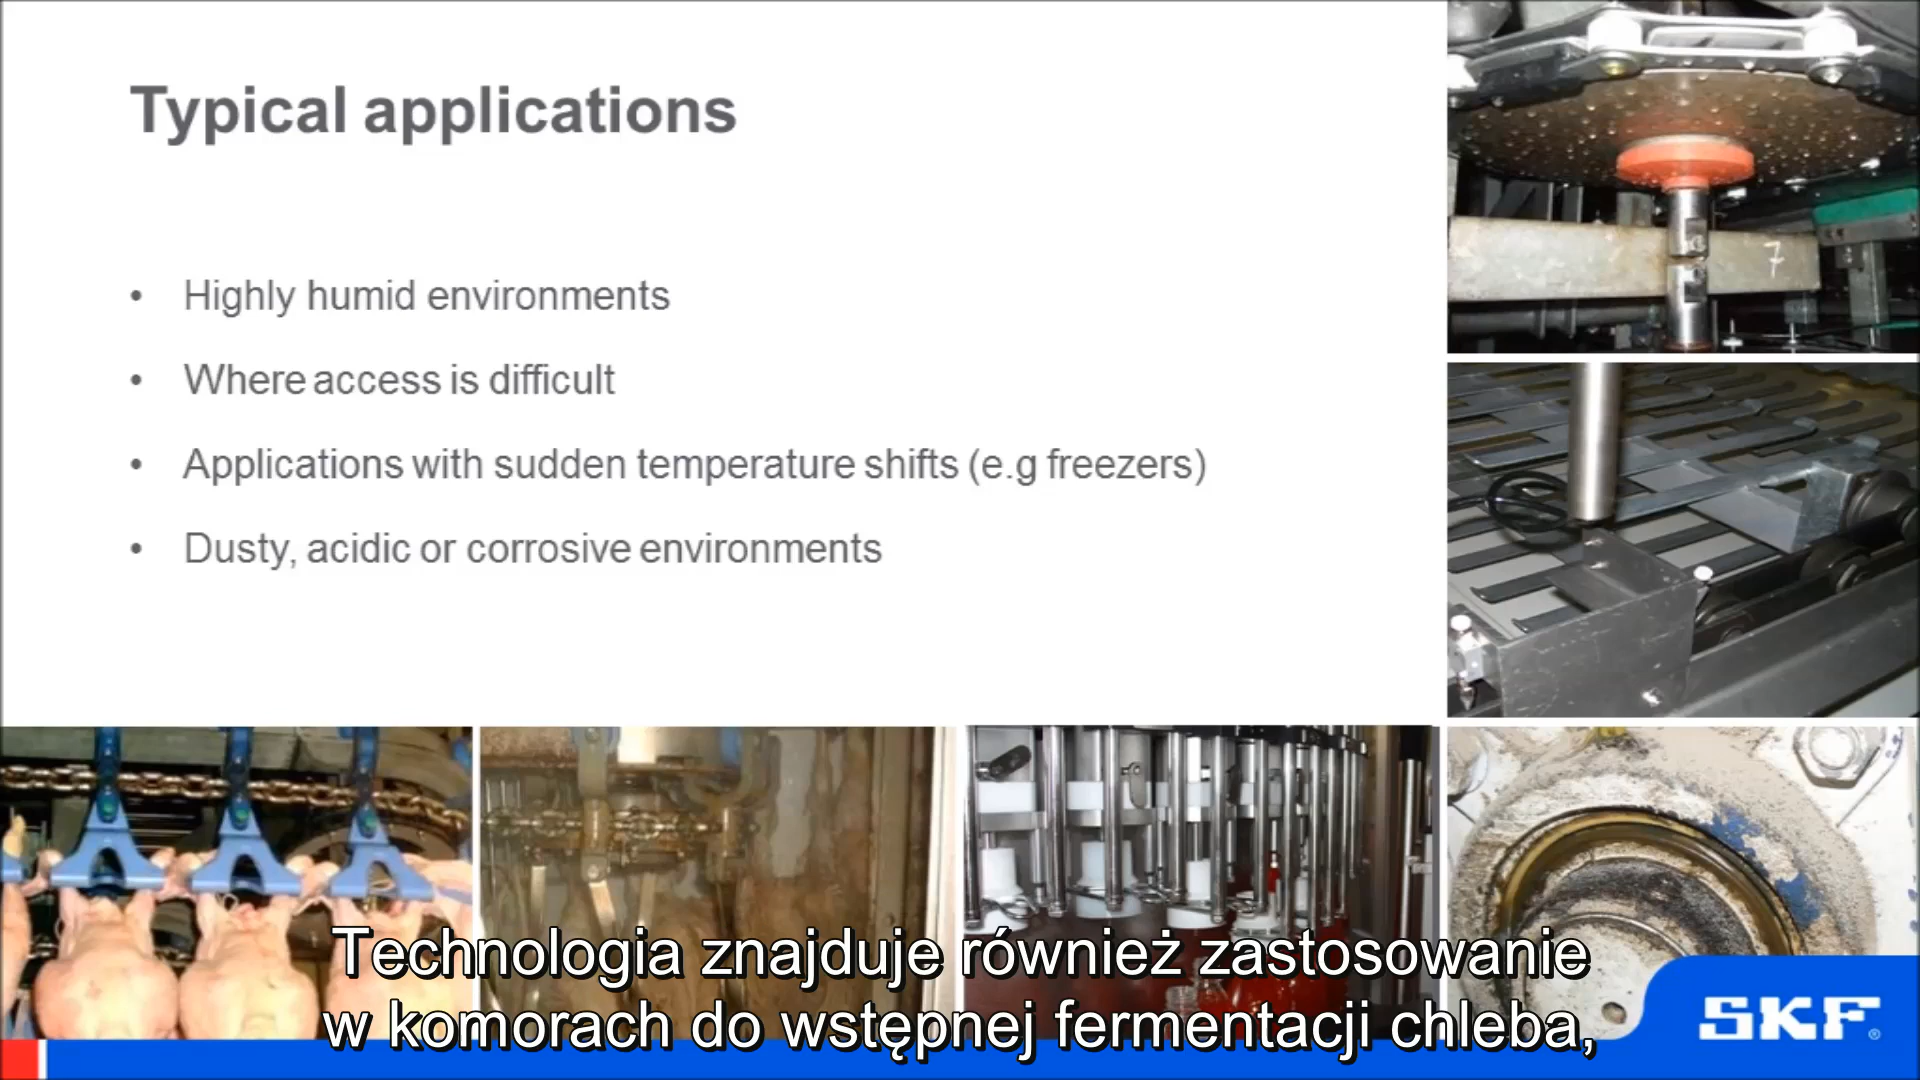 Typical applications
• Highly humid environments
• Where access is difficult
• Applications with sudden temperature shifts (e.g freezers)
• Dusty, acidic or corrosive environments
7
Technologia znajduje również zastosowanie
w komorach do wstępnej fermentacji chleba,
SKF®